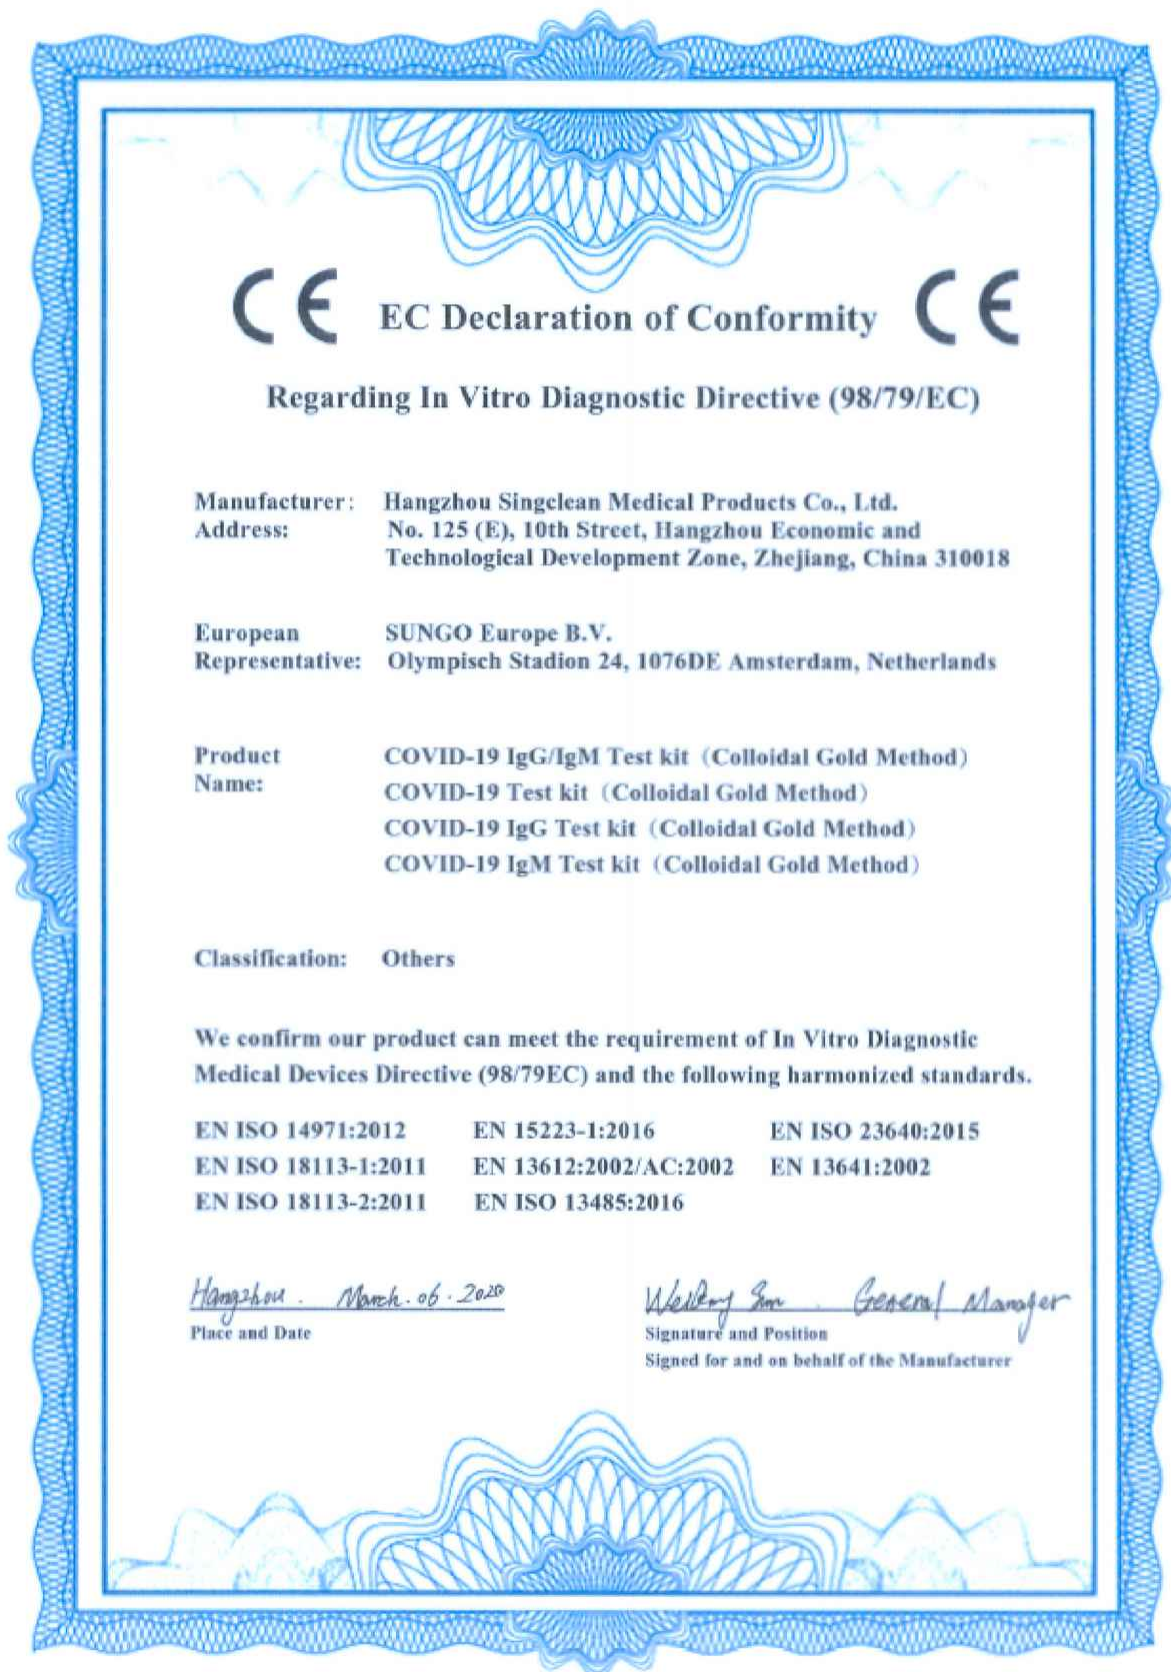 CE EC Declaration of Conformity CE
Regarding In Vitro Diagnostic Directive (98/79/EC)
Manufacturer: Hangzhou Singclean Medical Products Co., Ltd.
Address: No. 125 (E), 10th Street, Hangzhou Economic and
Technological Development Zone, Zhejiang, China 310018
European SUNGO Europe B.V.
Representative: Olympisch Stadion 24, 1076DE Amsterdam, Netherlands
Product COVID-19 IgG/IgM Test kit（Colloidal Gold Method）
Name: COVID-19 Test kit（Colloidal Gold Method）
COVID-19 IgG Test kit（Colloidal Gold Method）
COVID-19 IgM Test kit（Colloidal Gold Method）
Classification: Others
We confirm our product can meet the requirement of In Vitro Diagnostic
Medical Devices Directive (98/79EC) and the following harmonized standards.
EN ISO 14971:2012 EN 15223-1:2016 EN ISO 23640:2015
EN ISO 18113-1:2011 EN 13612:2002/AC:2002 EN 13641:2002
EN ISO 18113-2:2011 EN ISO 13485:2016
Hangzhou. March.06.2020 General Manager
Place and Date Signature and Position
Signed for and on behalf of the Manufacturer